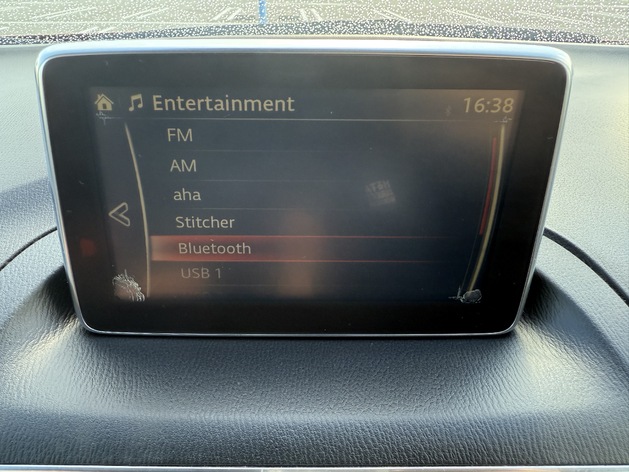 Entertainment 16:38
FM
AM
aha
Stitcher
Bluetooth
USB 1